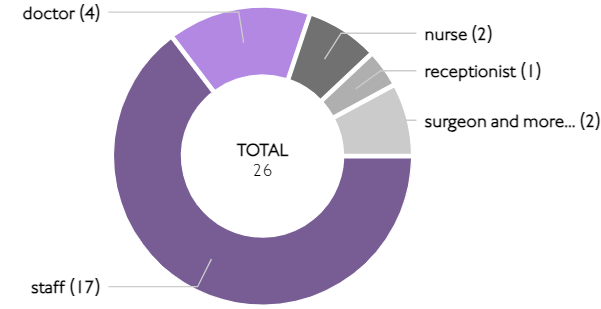 doctor (4)
nurse (2)
receptionist (1)
surgeon and more... (2)
TOTAL
26
staff (17)